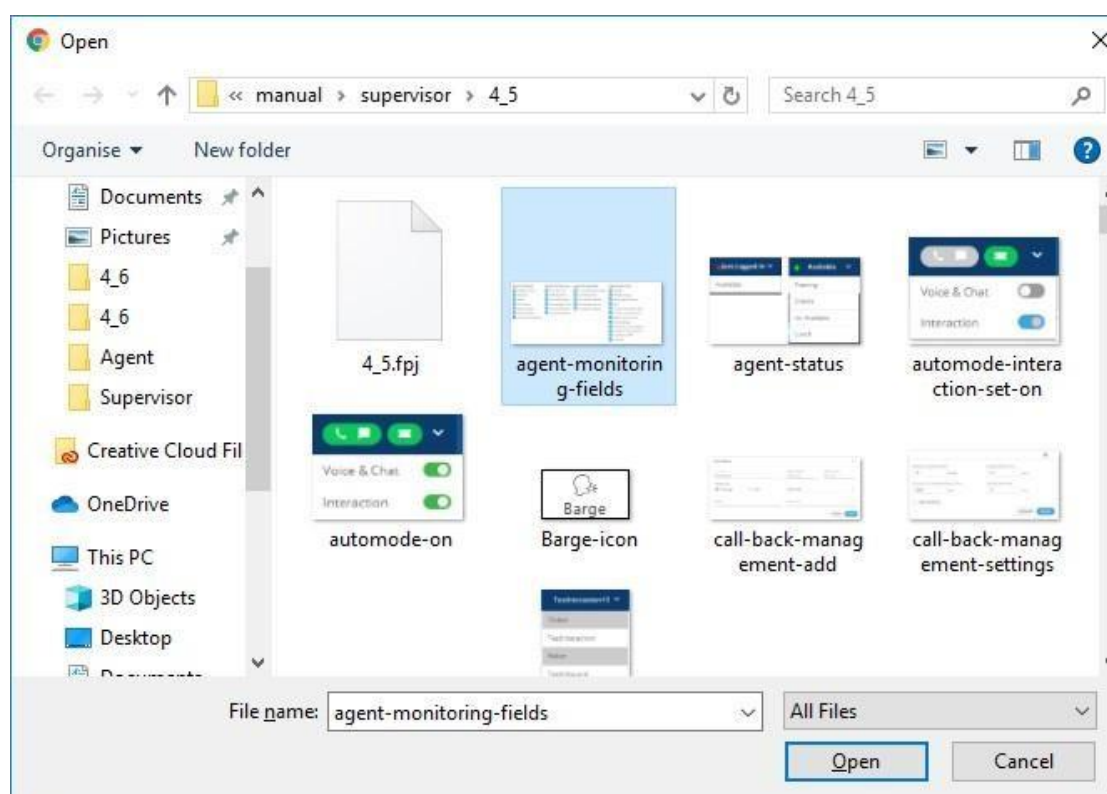 Open
« manual › supervisor › 4_5
Search 4_5
Organise
New folder
Documents
Pictures
4_6
4_6
Agent
Supervisor
Creative Cloud Fil
OneDrive
This PC
3D Objects
Desktop
4_5.fpj
agent-monitorin
g-fields
agent-status
automode-intera
ction-set-on
Voice & Chat
Interaction
Available
Training
Lunch
Voice & Chat
Interaction
automode-on
Barge
Barge-icon
call-back-manag
ement-add
call-back-manag
ement-settings
File name:
agent-monitoring-fields
All Files
Open
Cancel